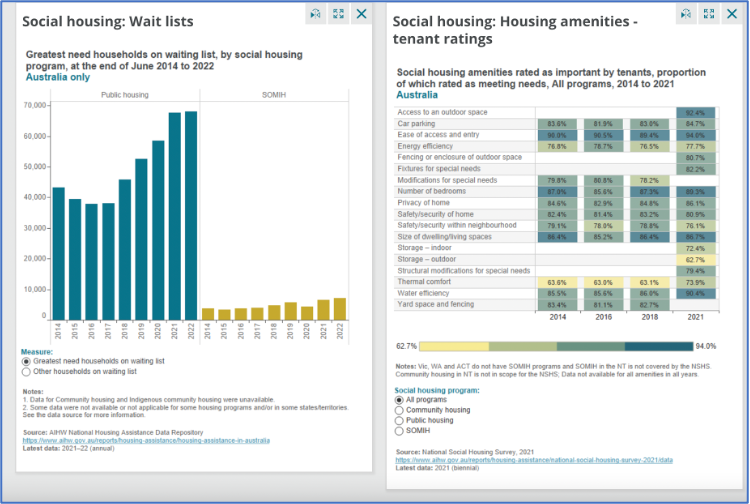 Social housing: Wait lists
Greatest need households on waiting list, by social housing
program, at the end of June 2014 to 2022
Australia only
Public housing
SOMIH
70,000
60,000
50,000
40,000
30,000
20,000
10,000
0
2014 2015 2016 2017 2018 2019 2020 2021 2022 2014 2015 2016 2017 2018 2019 2020 2021 2022
Measure:
Greatest need households on waiting list
Other households on waiting list
Notes:
1. Data for Community housing and Indigenous community housing were unavailable.
2. Some data were not available or not applicable for some housing programs and/or in some states/territories.
See the data source for more information.
Source: AIHW National Housing Assistance Data Repository
https://www.aihw.gov.au/reports/housing-assistance/housing-assistance-in-australia
Latest data: 2021–22 (annual)
Social housing: Housing amenities -
tenant ratings
Social housing amenities rated as important by tenants, proportion
of which rated as meeting needs, All programs, 2014 to 2021
Australia
Access to an outdoor space 92.4%
Car parking 83.6% 81.9% 83.0% 84.7%
Ease of access and entry 90.9% 90.5% 89.4% 94.0%
Energy efficiency 76.8% 78.7% 76.5% 77.7%
Fencing or enclosure of outdoor space 80.7%
Fixtures for special needs 82.2%
Modifications for special needs 79.8% 80.8% 78.2%
Number of bedrooms 87.0% 85.6% 87.3% 89.3%
Privacy of home 84.6% 82.9% 84.8% 86.1%
Safety/security of home 82.4% 81.4% 83.2% 80.9%
Safety/security within neighbourhood 79.1% 78.0% 78.8% 76.1%
Size of dwelling/living spaces 86.4% 85.2% 86.4% 86.7%
Storage – indoor 72.4%
Storage – outdoor 62.7%
Structural modifications for special needs 79.4%
Thermal comfort 63.6% 63.0% 63.1% 73.8%
Water efficiency 85.5% 85.6% 86.0% 90.4%
Yard space and fencing 83.4% 81.1% 82.7%
2014 2016 2018 2021
62.7% 94.0%
Notes: Vic, WA and ACT do not have SOMIH programs and SOMIH in the NT is not covered by the NSHS.
Community housing in NT is not in scope for the NSHS; Data not available for all amenities in all years.
Social housing program:
All programs
Community housing
Public housing
SOMIH
Source: National Social Housing Survey, 2021
https://www.aihw.gov.au/reports/housing-assistance/national-social-housing-survey-2021/data
Latest data: 2021 (biennial)